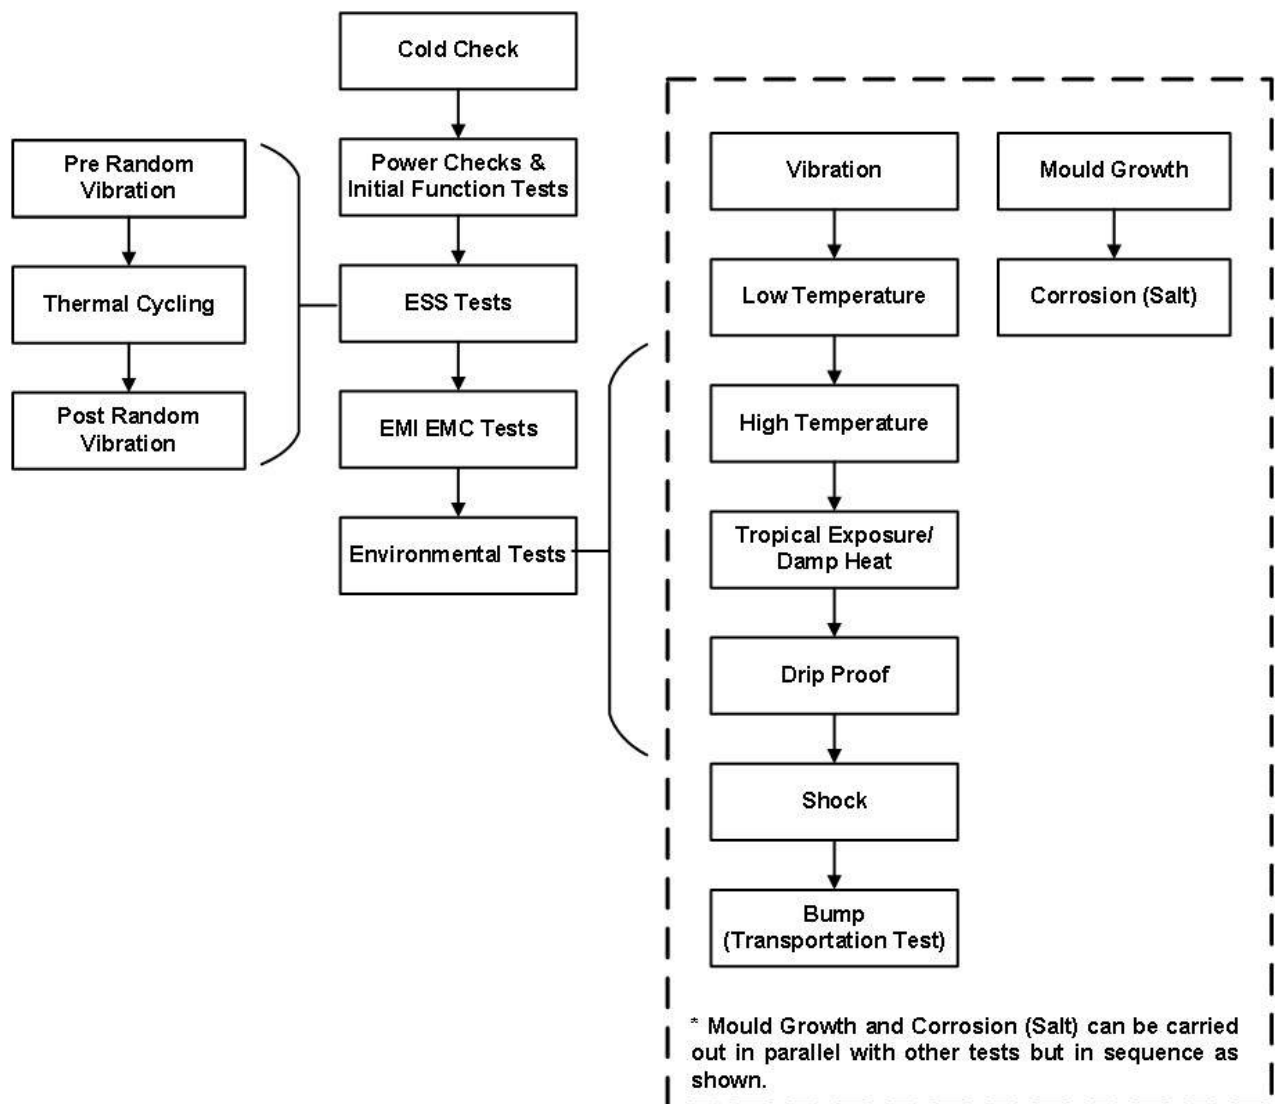 Cold Check
Power Checks &
Initial Function Tests
ESS Tests
EMI EMC Tests
Environmental Tests
Pre Random
Vibration
Thermal Cycling
Post Random
Vibration
Vibration
Low Temperature
High Temperature
Tropical Exposure/
Damp Heat
Drip Proof
Shock
Bump
(Transportation Test)
Mould Growth
Corrosion (Salt)
* Mould Growth and Corrosion (Salt) can be carried
out in parallel with other tests but in sequence as
shown.